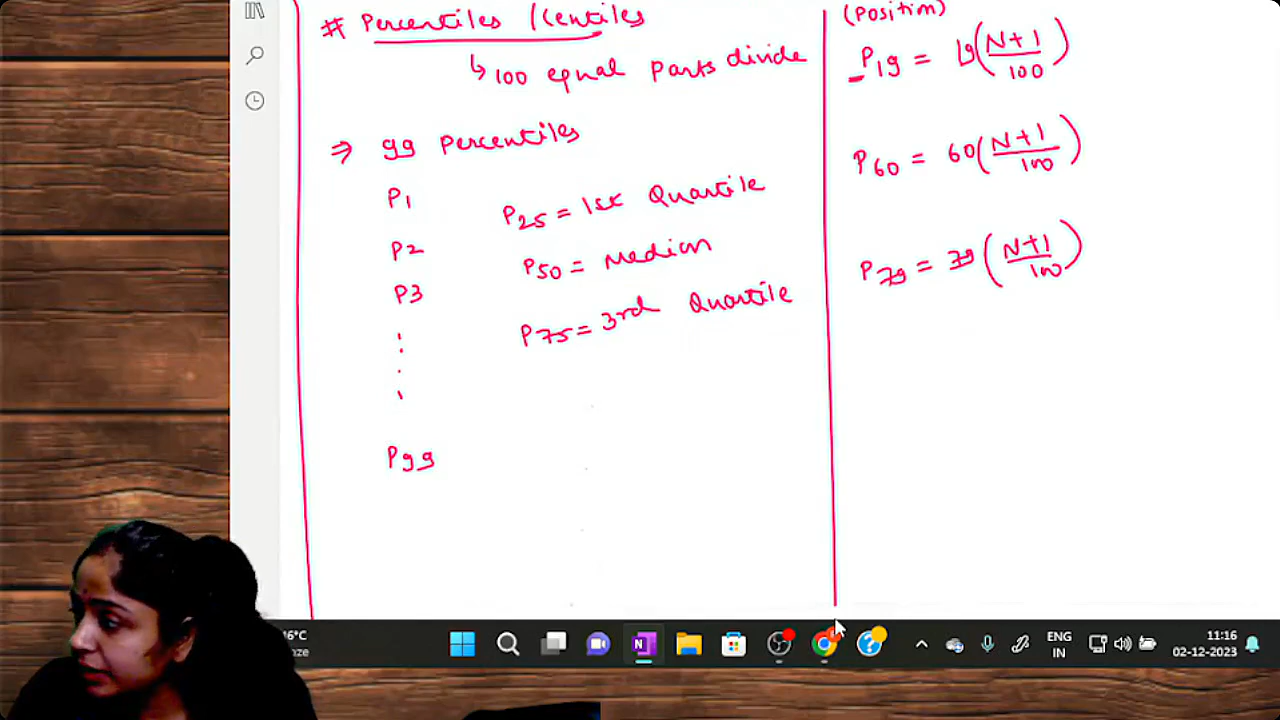 # Percentiles /Centiles
↳ 100 equal parts divide
⇒ 99 Percentiles
P1
P2
P3
P99
P25 = 1st Quartile
P50 = Median
P75 = 3rd Quartile
(Position)
P19 = 19(N+1/100)
P60 = 60(N+1/100)
P79 = 79(N+1/100)
ENG
IN
11:16
02-12-2023